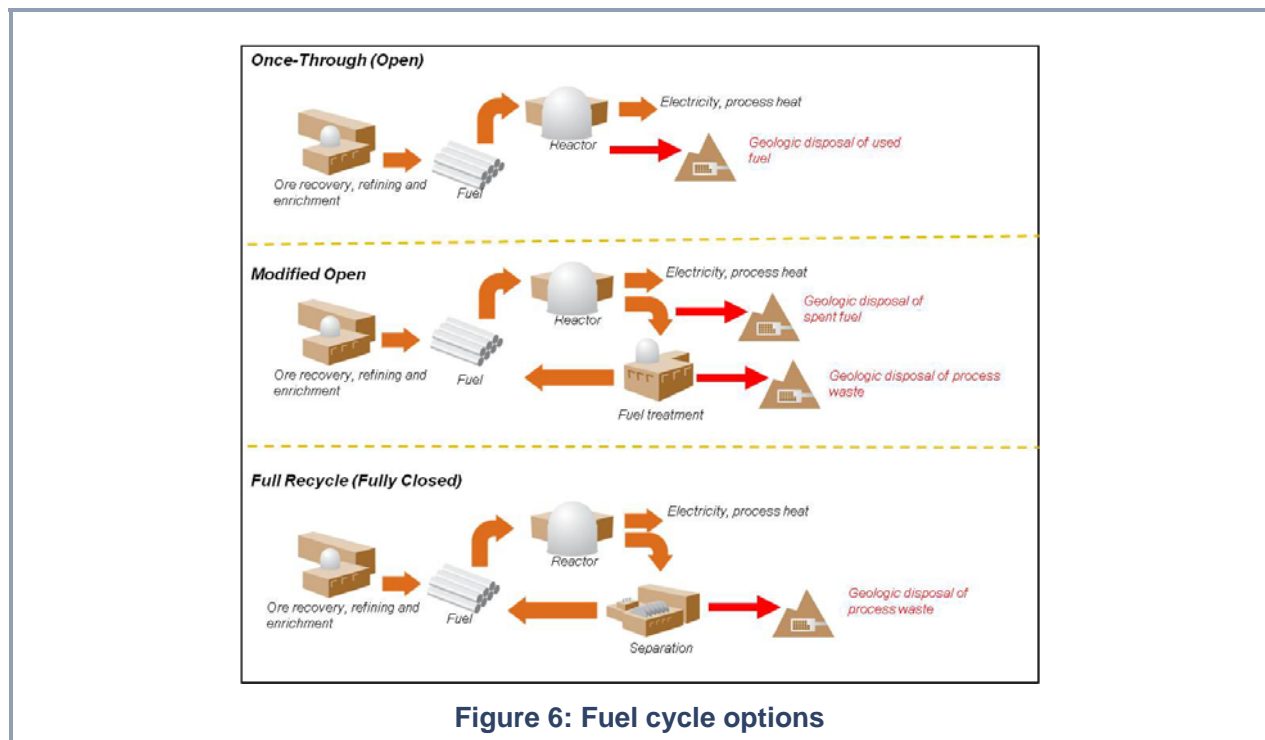 Once-Through (Open)
Electricity, process heat
Reactor
Geologic disposal of used
fuel
Ore recovery, refining and
enrichment
Fuel
Modified Open
Electricity, process heat
Reactor
Geologic disposal of
spent fuel
Ore recovery, refining and
enrichment
Fuel
Geologic disposal of process
waste
Fuel treatment
Full Recycle (Fully Closed)
Electricity, process heat
Reactor
Ore recovery, refining and
enrichment
Fuel
Geologic disposal of
process waste
Separation
Figure 6: Fuel cycle options